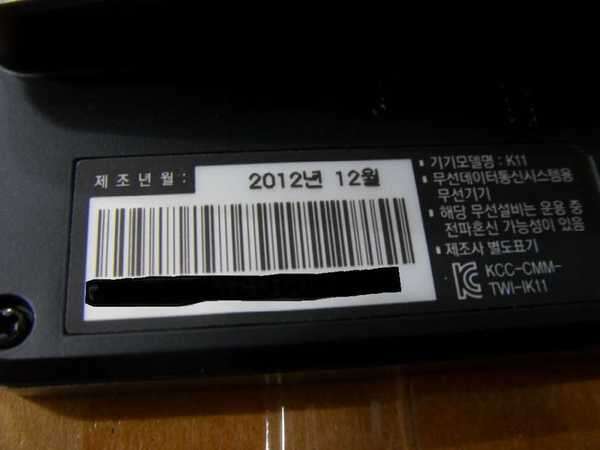 제 조 년 월 :
2012년 12월
기기모델명 : K11
무선데이터통신시스템용
무선기기
해당 무선설비는 운용 중
전파혼신 가능성이 있음
제조사 별도표기
KCC-CMM-
TWI-IK11